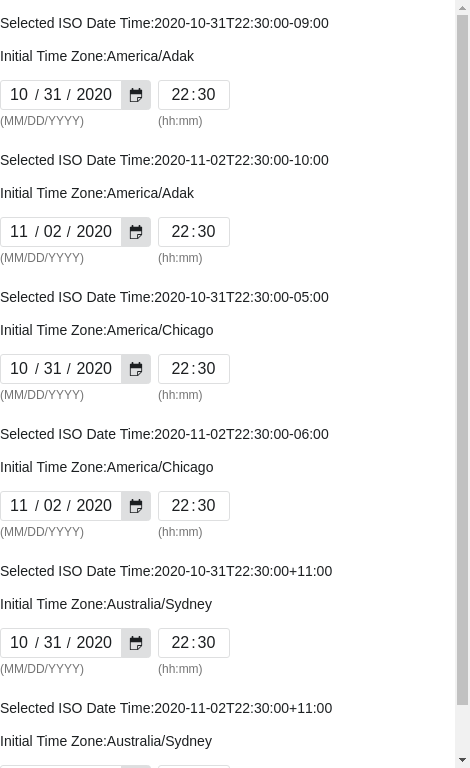 Selected ISO Date Time:2020-10-31T22:30:00-09:00
Initial Time Zone:America/Adak
10 / 31 / 2020 22:30
(MM/DD/YYYY) (hh:mm)
Selected ISO Date Time:2020-11-02T22:30:00-10:00
Initial Time Zone:America/Adak
11 / 02 / 2020 22:30
(MM/DD/YYYY) (hh:mm)
Selected ISO Date Time:2020-10-31T22:30:00-05:00
Initial Time Zone:America/Chicago
10 / 31 / 2020 22:30
(MM/DD/YYYY) (hh:mm)
Selected ISO Date Time:2020-11-02T22:30:00-06:00
Initial Time Zone:America/Chicago
11 / 02 / 2020 22:30
(MM/DD/YYYY) (hh:mm)
Selected ISO Date Time:2020-10-31T22:30:00+11:00
Initial Time Zone:Australia/Sydney
10 / 31 / 2020 22:30
(MM/DD/YYYY) (hh:mm)
Selected ISO Date Time:2020-11-02T22:30:00+11:00
Initial Time Zone:Australia/Sydney